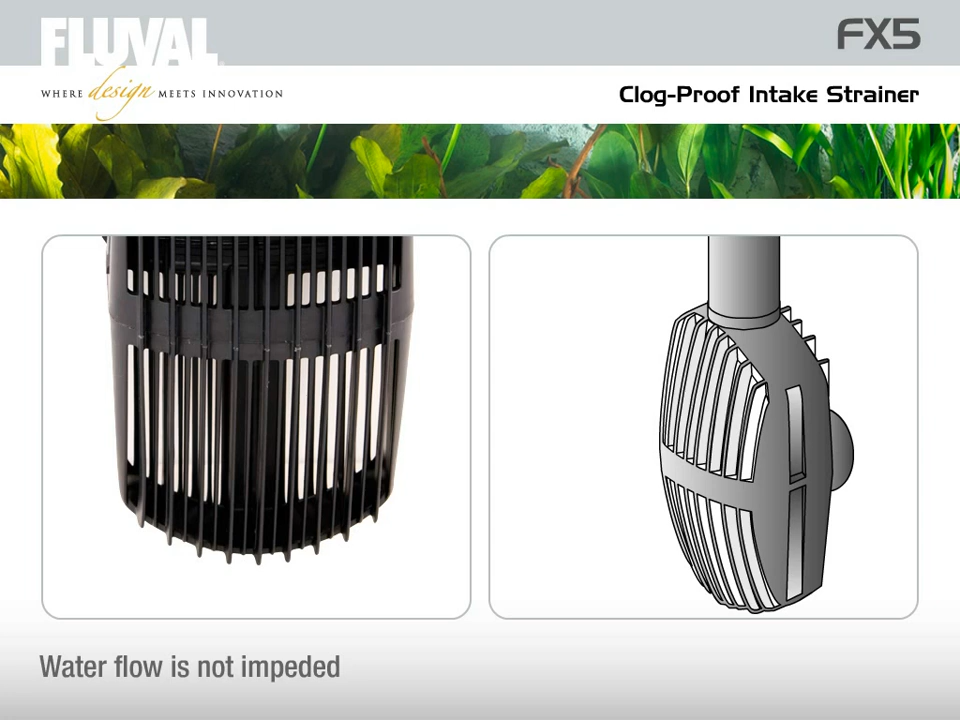 FLUVAL
FX5
WHERE design MEETS INNOVATION
Clog-Proof Intake Strainer
Water flow is not impeded